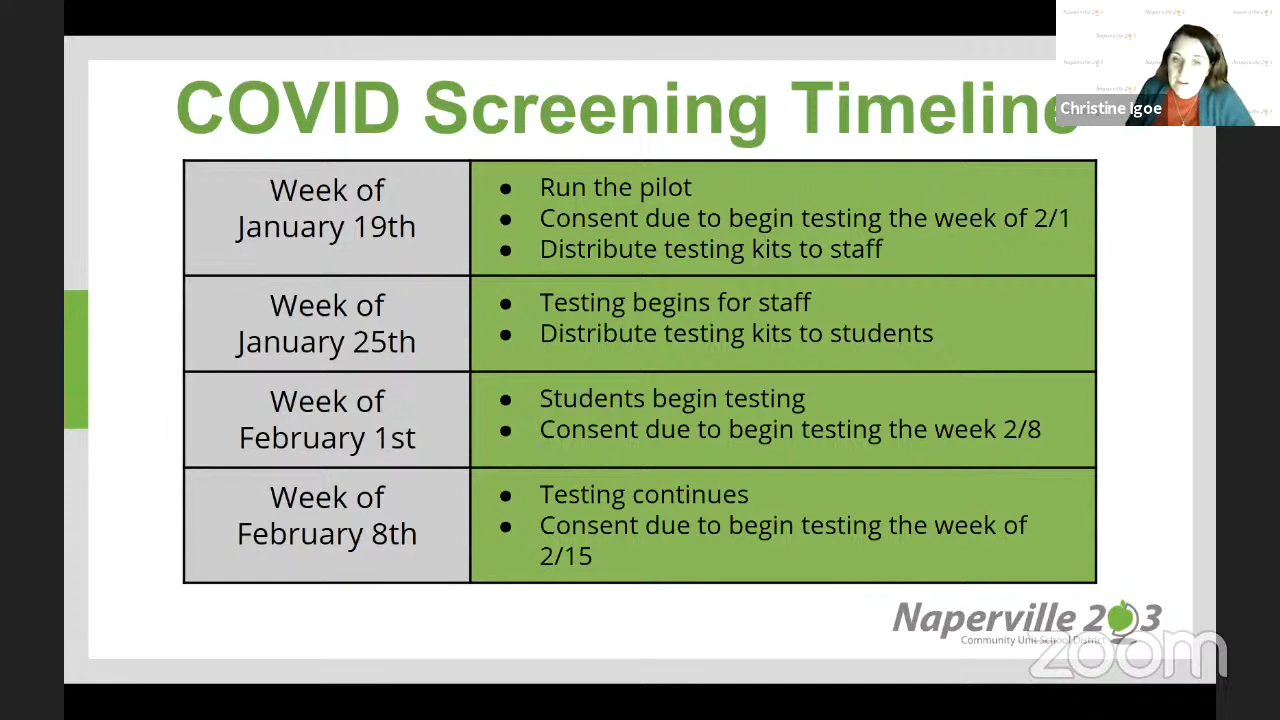 COVID Screening Timeline
Christine Igoe
Week of
January 19th
● Run the pilot
● Consent due to begin testing the week of 2/1
● Distribute testing kits to staff
Week of
January 25th
● Testing begins for staff
● Distribute testing kits to students
Week of
February 1st
● Students begin testing
● Consent due to begin testing the week 2/8
Week of
February 8th
● Testing continues
● Consent due to begin testing the week of
2/15
Naperville 203
Community Unit School District
zoom